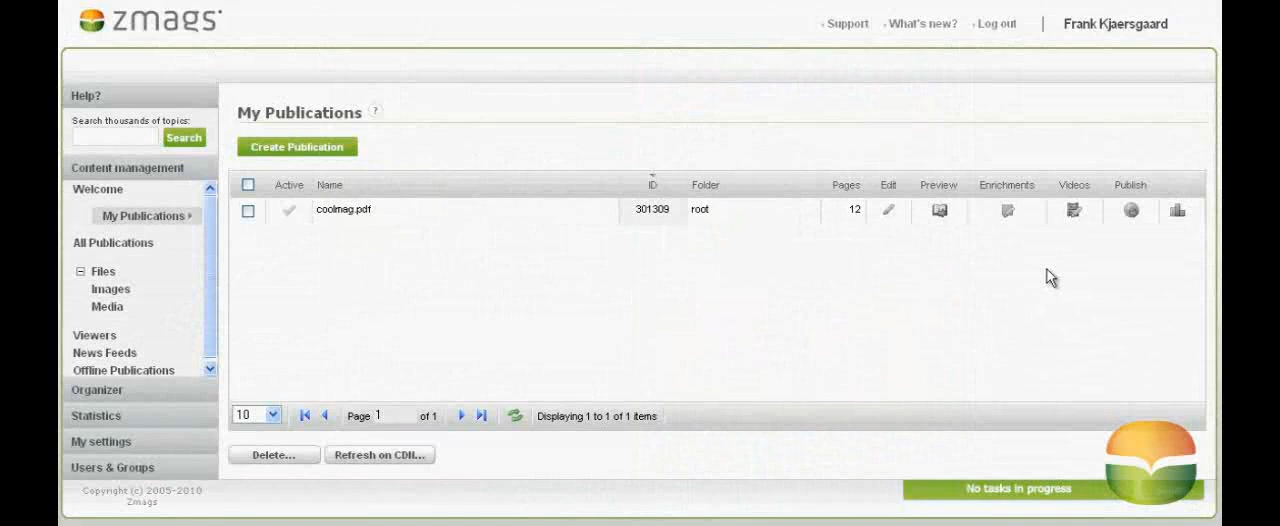 zmags
Support What's new? Log out Frank Kjaersgaard
Help?
Search thousands of topics:
Search
Content management
Welcome
My Publications
All Publications
Files
Images
Media
Viewers
News Feeds
Offline Publications
Organizer
Statistics
My settings
Users & Groups
Copyright (c) 2005-2010
Zmags
My Publications ?
Create Publication
Active Name ID Folder Pages Edit Preview Enrichments Videos Publish
coolmag.pdf 301309 root 12
10 Page 1 of 1 Displaying 1 to 1 of 1 items
Delete... Refresh on CDN...
No tasks in progress